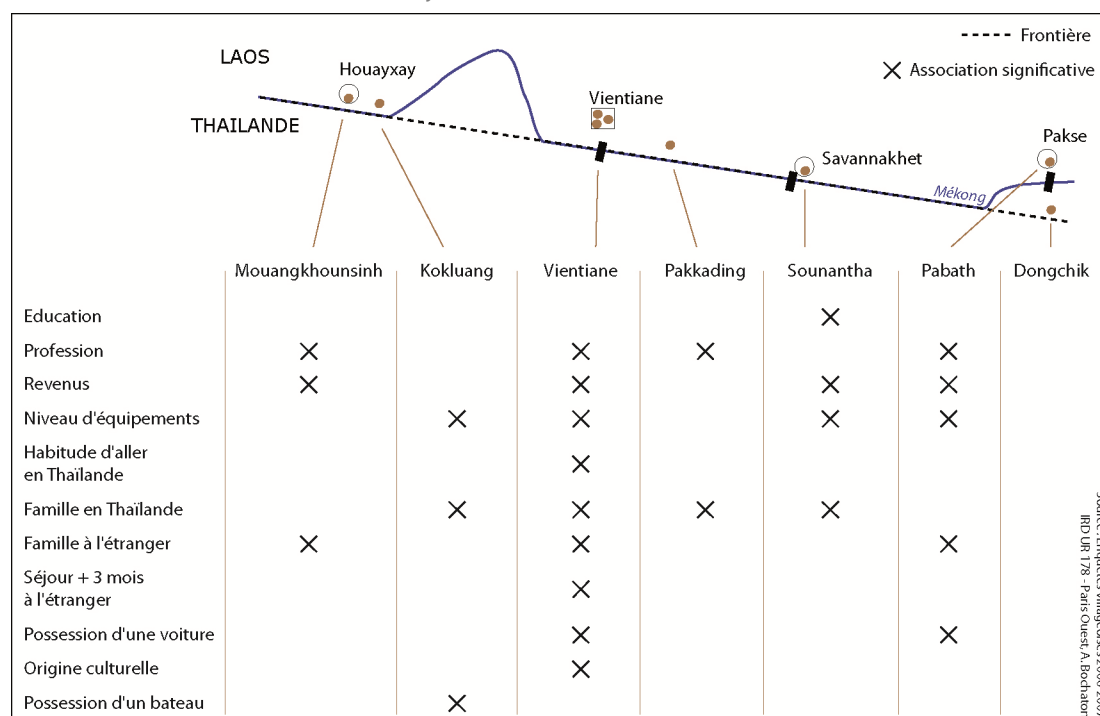 Frontière
LAOS
Association significative
Houayxay
Vientiane
THAILANDE
Pakse
Savannakhet
Mékong
Mouangkhounsinh Kokluang Vientiane Pakkading Sounantha Pabath Dongchik
Education
Profession
Revenus
Niveau d'équipements
Habitude d'aller
en Thaïlande
Famille en Thaïlande
Famille à l'étranger
Séjour + 3 mois
à l'étranger
Possession d'une voiture
Origine culturelle
Possession d'un bateau
IRD UR 178 - Paris Ouest, A. Bochaton